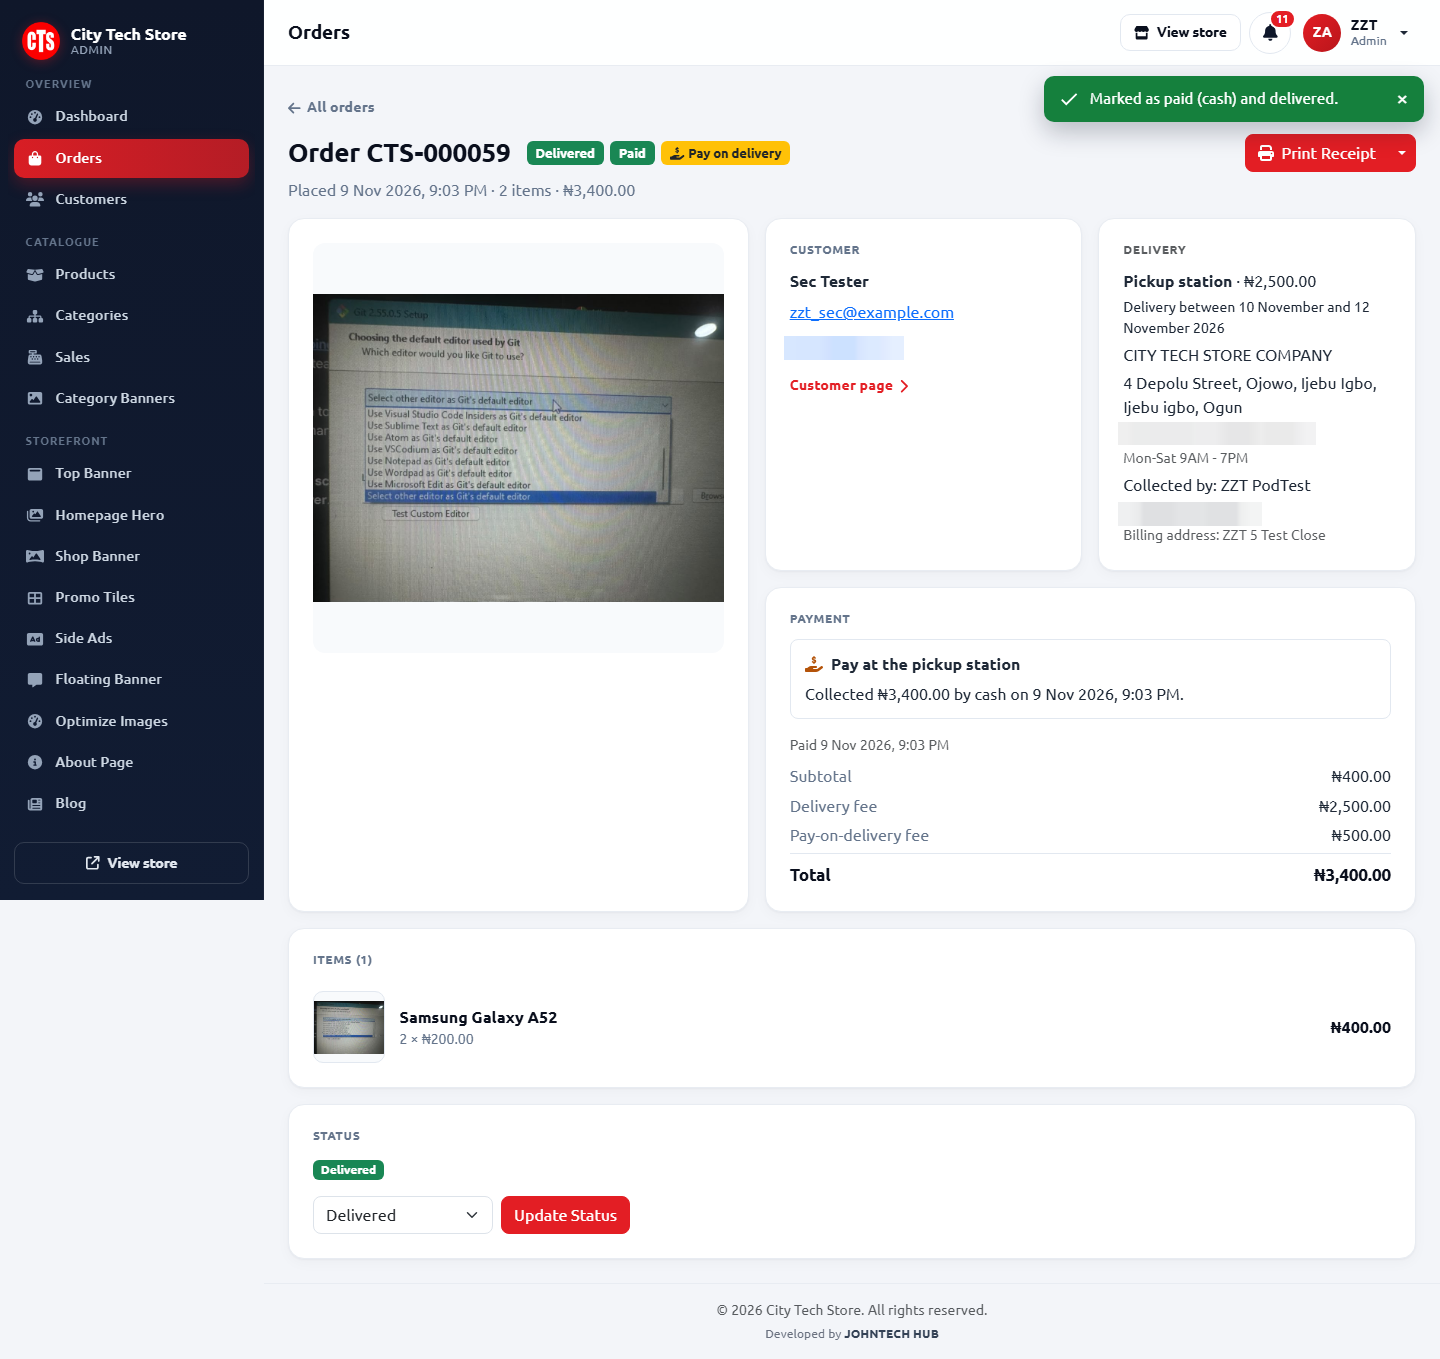 CTS
City Tech Store
ADMIN
OVERVIEW
Dashboard
Orders
Customers
CATALOGUE
Products
Categories
Sales
Category Banners
STOREFRONT
Top Banner
Homepage Hero
Shop Banner
Promo Tiles
Side Ads
Floating Banner
Optimize Images
About Page
Blog
View store
Orders
View store
11
ZA
ZZT
Admin
Marked as paid (cash) and delivered.
All orders
Order CTS-000059
Delivered
Paid
Pay on delivery
Print Receipt
Placed 9 Nov 2026, 9:03 PM · 2 items · ₦3,400.00
Git 2.55.0.5 Setup
Choosing the default editor used by Git
Which editor would you like Git to use?
Select other editor as Git's default editor
Use Visual Studio Code Insiders as Git's default editor
Use Sublime Text as Git's default editor
Use Atom as Git's default editor
Use VSCodium as Git's default editor
Use Notepad as Git's default editor
Use Wordpad as Git's default editor
Use Microsoft Edit as Git's default editor
Select other editor as Git's default editor
Test Custom Editor
CUSTOMER
Sec Tester
zzt_sec@example.com
Customer page
DELIVERY
Pickup station · ₦2,500.00
Delivery between 10 November and 12
November 2026
CITY TECH STORE COMPANY
4 Depolu Street, Ojowo, Ijebu Igbo,
Ijebu igbo, Ogun
Mon-Sat 9AM - 7PM
Collected by: ZZT PodTest
Billing address: ZZT 5 Test Close
PAYMENT
Pay at the pickup station
Collected ₦3,400.00 by cash on 9 Nov 2026, 9:03 PM.
Paid 9 Nov 2026, 9:03 PM
Subtotal ₦400.00
Delivery fee ₦2,500.00
Pay-on-delivery fee ₦500.00
Total ₦3,400.00
ITEMS (1)
Samsung Galaxy A52
2 × ₦200.00
₦400.00
STATUS
Delivered
Delivered
Update Status
© 2026 City Tech Store. All rights reserved.
Developed by JOHNTECH HUB